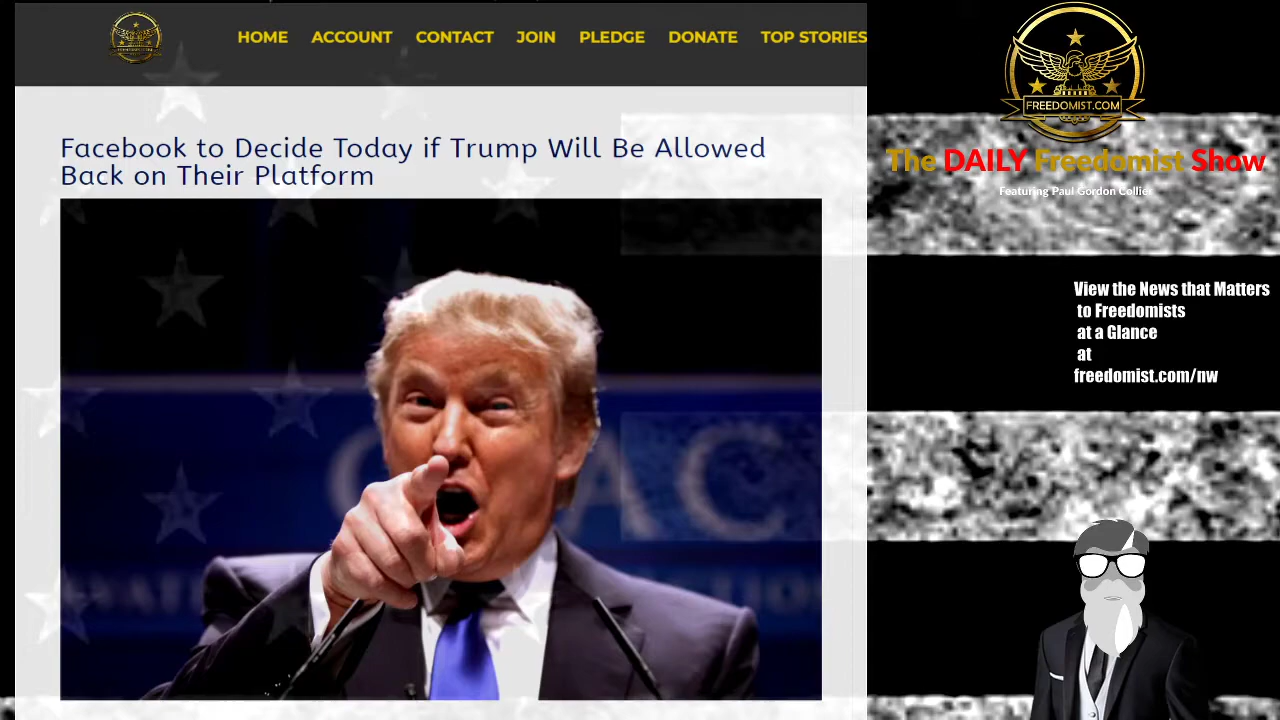 HOME ACCOUNT CONTACT JOIN PLEDGE DONATE TOP STORIES
Facebook to Decide Today if Trump Will Be Allowed
Back on Their Platform
FREEDOMIST.COM
The DAILY Freedomist Show
Featuring Paul Gordon Collier
View the News that Matters
to Freedomists
at a Glance
at
freedomist.com/nw